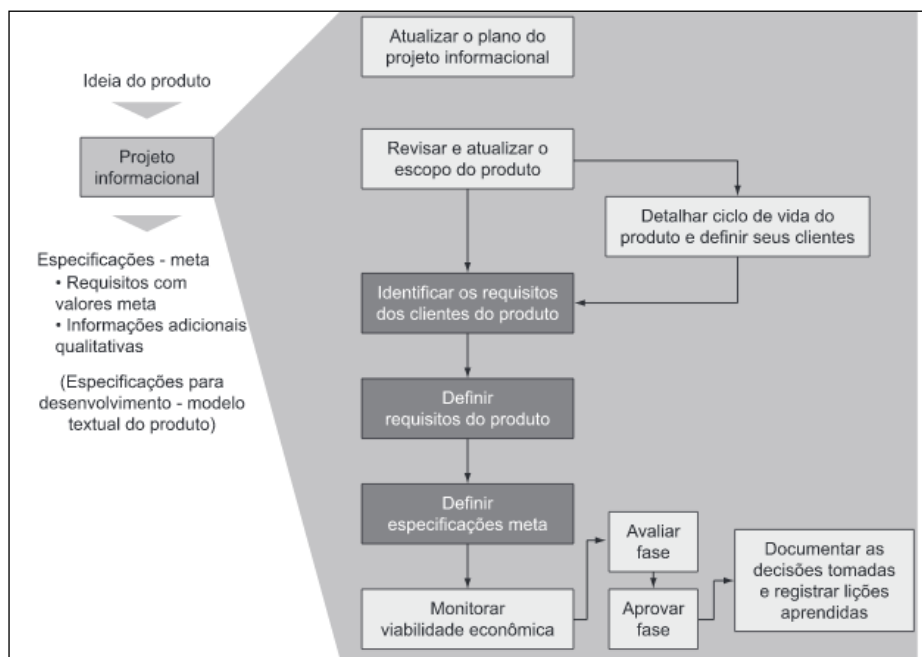 Ideia do produto
Projeto
informacional
Especificações - meta
• Requisitos com
valores meta
• Informações adicionais
qualitativas
(Especificações para
desenvolvimento - modelo
textual do produto)
Atualizar o plano do
projeto informacional
Revisar e atualizar o
escopo do produto
Detalhar ciclo de vida do
produto e definir seus clientes
Identificar os requisitos
dos clientes do produto
Definir
requisitos do produto
Definir
especificações meta
Monitorar
viabilidade econômica
Avaliar
fase
Aprovar
fase
Documentar as
decisões tomadas
e registrar lições
aprendidas